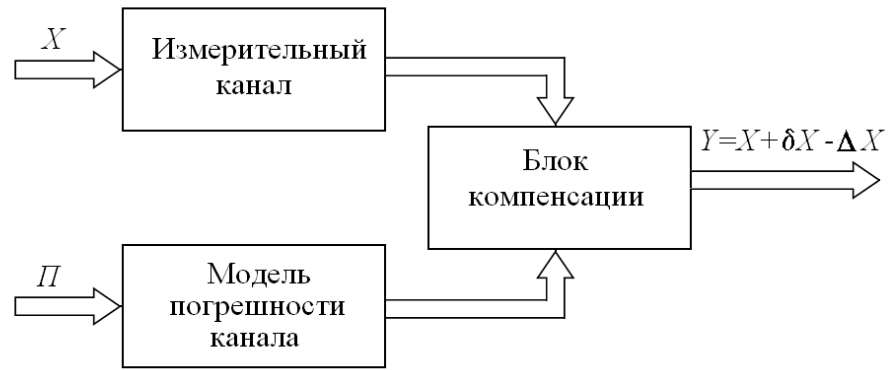 X
Измерительный
канал
Y=X+δX-ΔX
Блок
компенсации
П
Модель
погрешности
канала